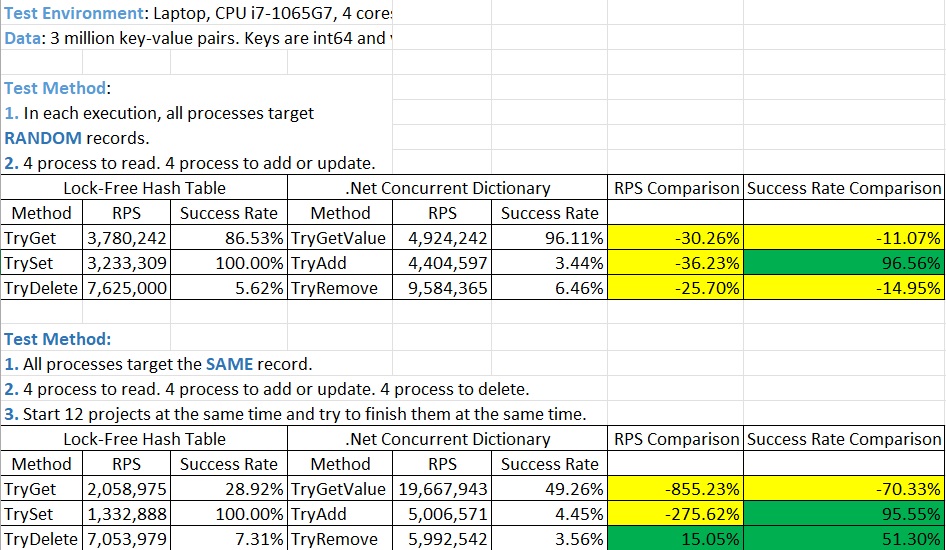 Test Environment: Laptop, CPU i7-1065G7, 4 cores
Data: 3 million key-value pairs. Keys are int64 and
Test Method:
1. In each execution, all processes target
RANDOM records.
2. 4 process to read. 4 process to add or update.
Lock-Free Hash Table .Net Concurrent Dictionary RPS Comparison Success Rate Comparison
Method RPS Success Rate Method RPS Success Rate
TryGet 3,780,242 86.53% TryGetValue 4,924,242 96.11% -30.26% -11.07%
TrySet 3,233,309 100.00% TryAdd 4,404,597 3.44% -36.23% 96.56%
TryDelete 7,625,000 5.62% TryRemove 9,584,365 6.46% -25.70% -14.95%
Test Method:
1. All processes target the SAME record.
2. 4 process to read. 4 process to add or update. 4 process to delete.
3. Start 12 projects at the same time and try to finish them at the same time.
Lock-Free Hash Table .Net Concurrent Dictionary RPS Comparison Success Rate Comparison
Method RPS Success Rate Method RPS Success Rate
TryGet 2,058,975 28.92% TryGetValue 19,667,943 49.26% -855.23% -70.33%
TrySet 1,332,888 100.00% TryAdd 5,006,571 4.45% -275.62% 95.55%
TryDelete 7,053,979 7.31% TryRemove 5,992,542 3.56% 15.05% 51.30%